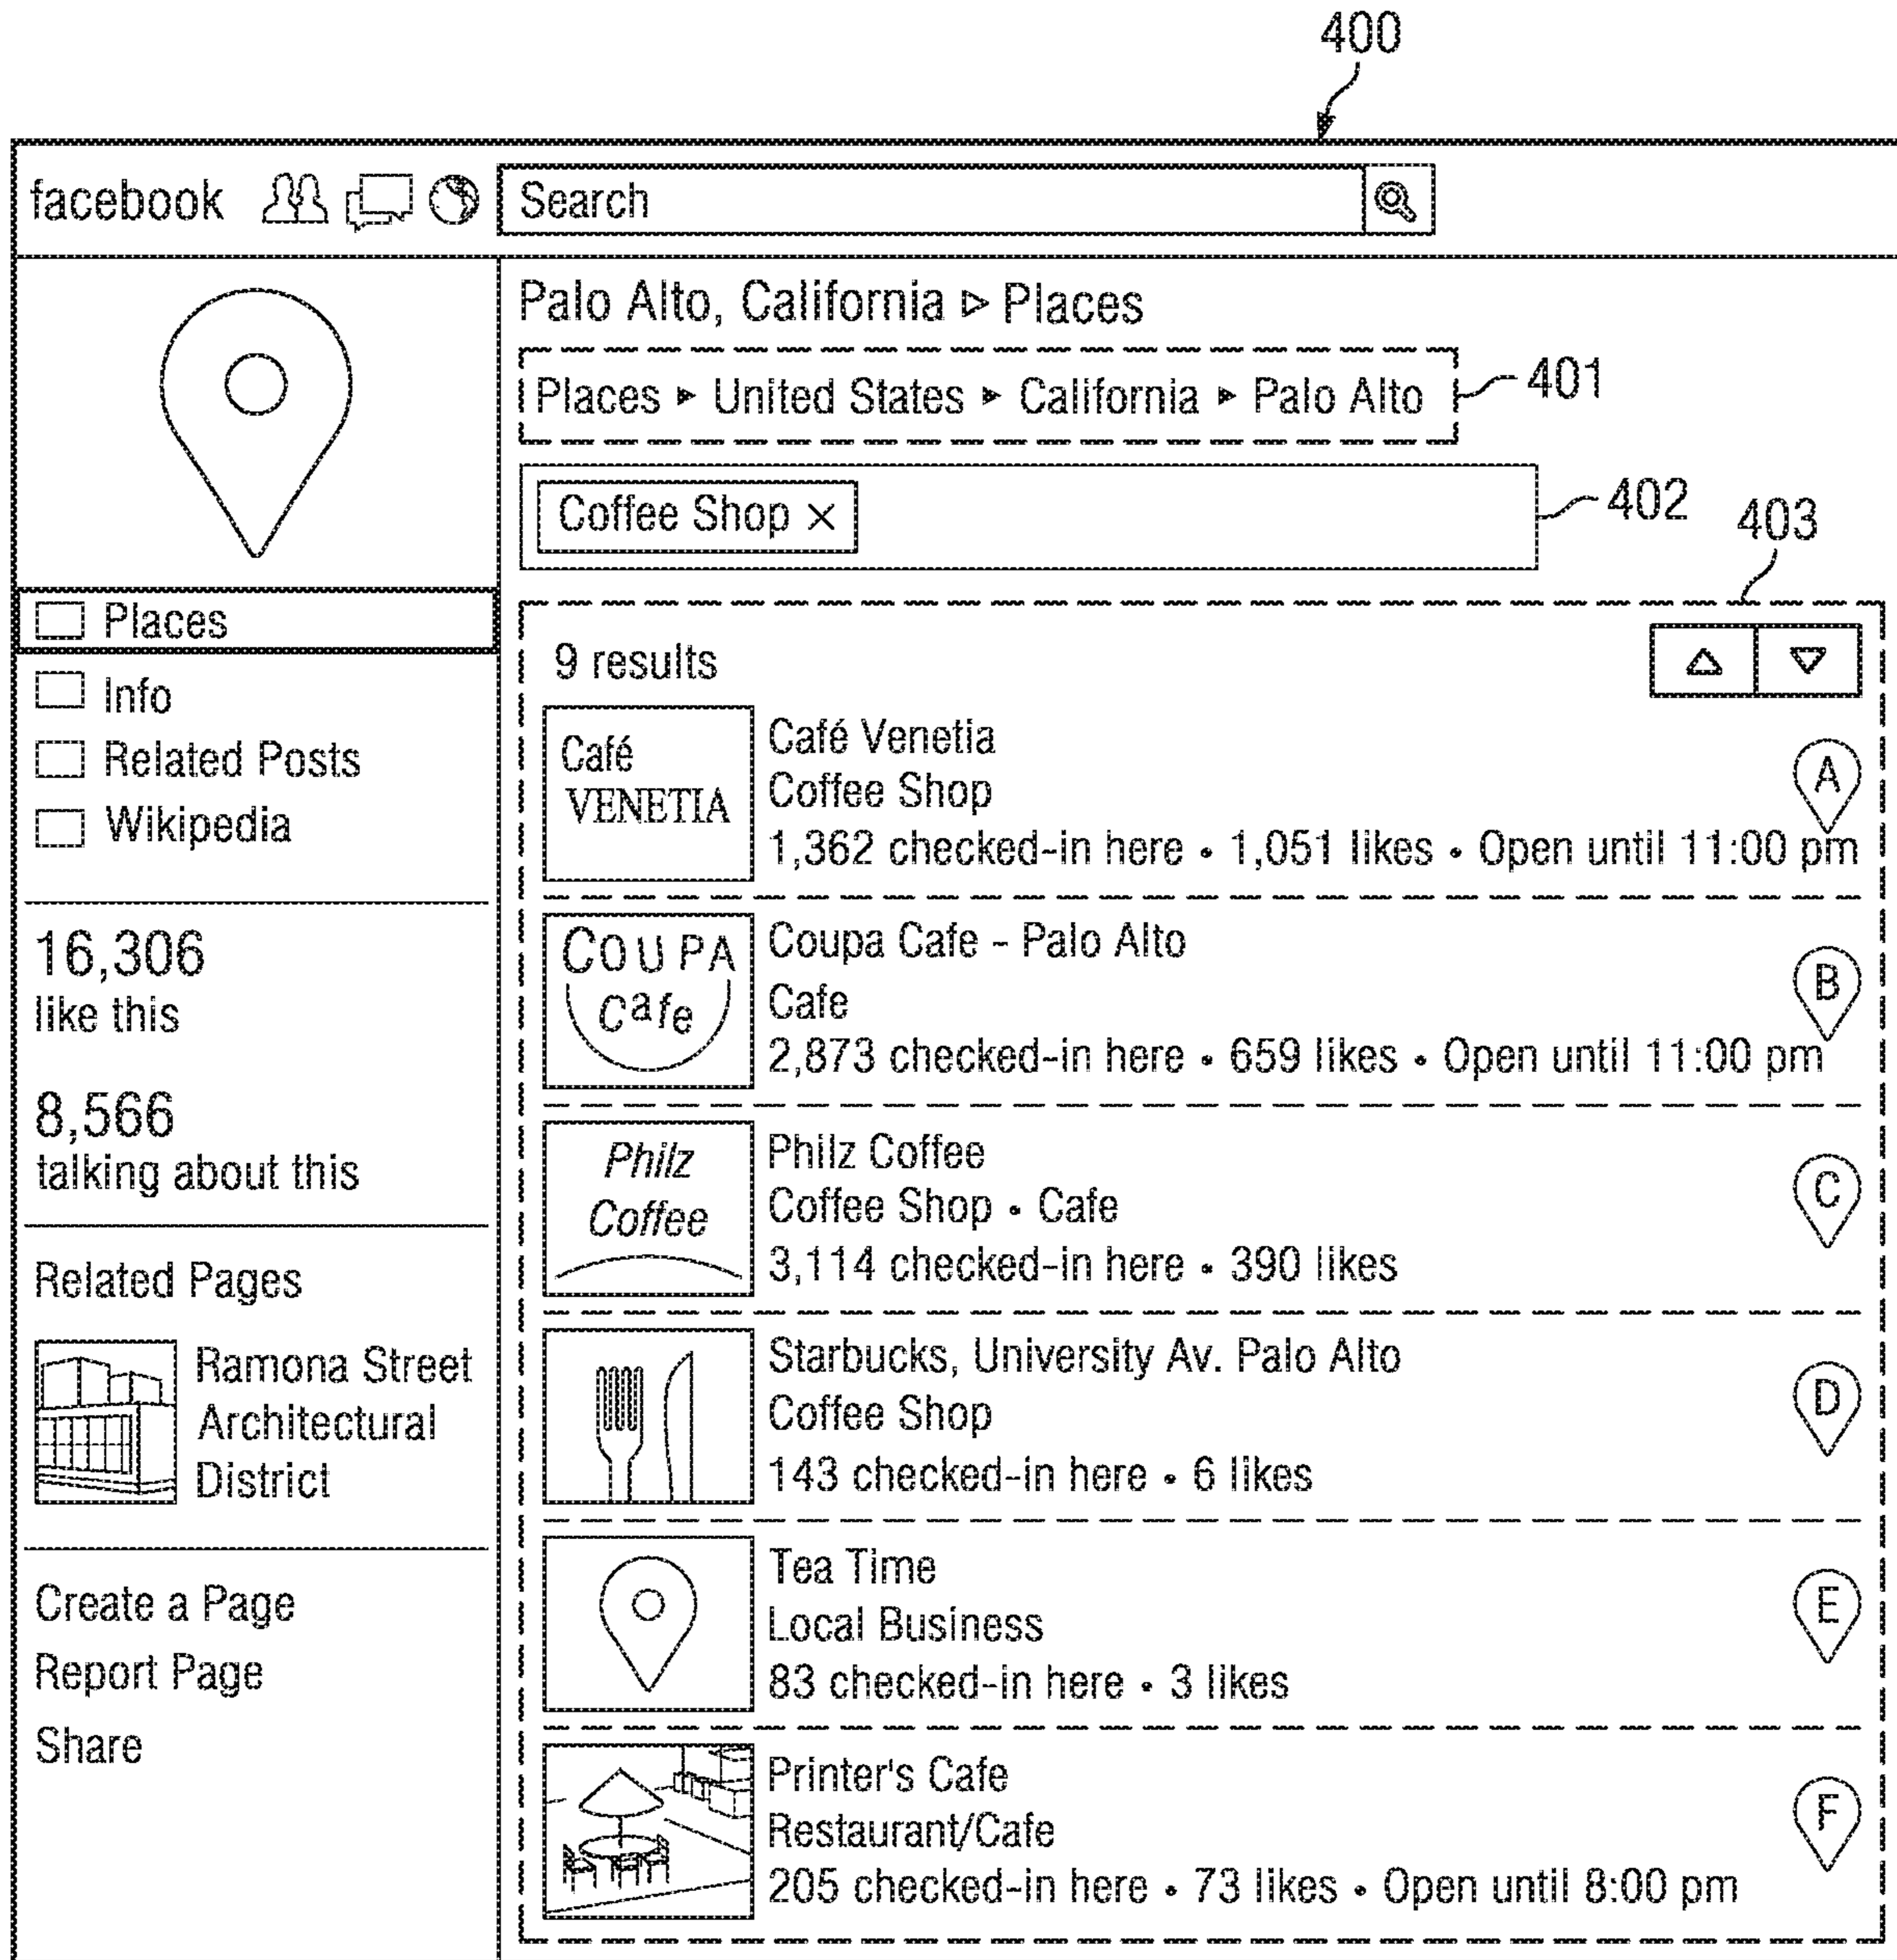 400
facebook
Search
Palo Alto, California ▹ Places
Places ▸ United States ▸ California ▸ Palo Alto
401
Coffee Shop ×
402
403
Places
Info
Related Posts
Wikipedia
16,306
like this
8,566
talking about this
Related Pages
Ramona Street
Architectural
District
Create a Page
Report Page
Share
9 results
Café
VENETIA
Café Venetia
Coffee Shop
1,362 checked-in here • 1,051 likes • Open until 11:00 pm
A
COUPA
Cafe
Coupa Cafe - Palo Alto
Cafe
2,873 checked-in here • 659 likes • Open until 11:00 pm
B
Philz
Coffee
Philz Coffee
Coffee Shop • Cafe
3,114 checked-in here • 390 likes
C
Starbucks, University Av. Palo Alto
Coffee Shop
143 checked-in here • 6 likes
D
Tea Time
Local Business
83 checked-in here • 3 likes
E
Printer's Cafe
Restaurant/Cafe
205 checked-in here • 73 likes • Open until 8:00 pm
F